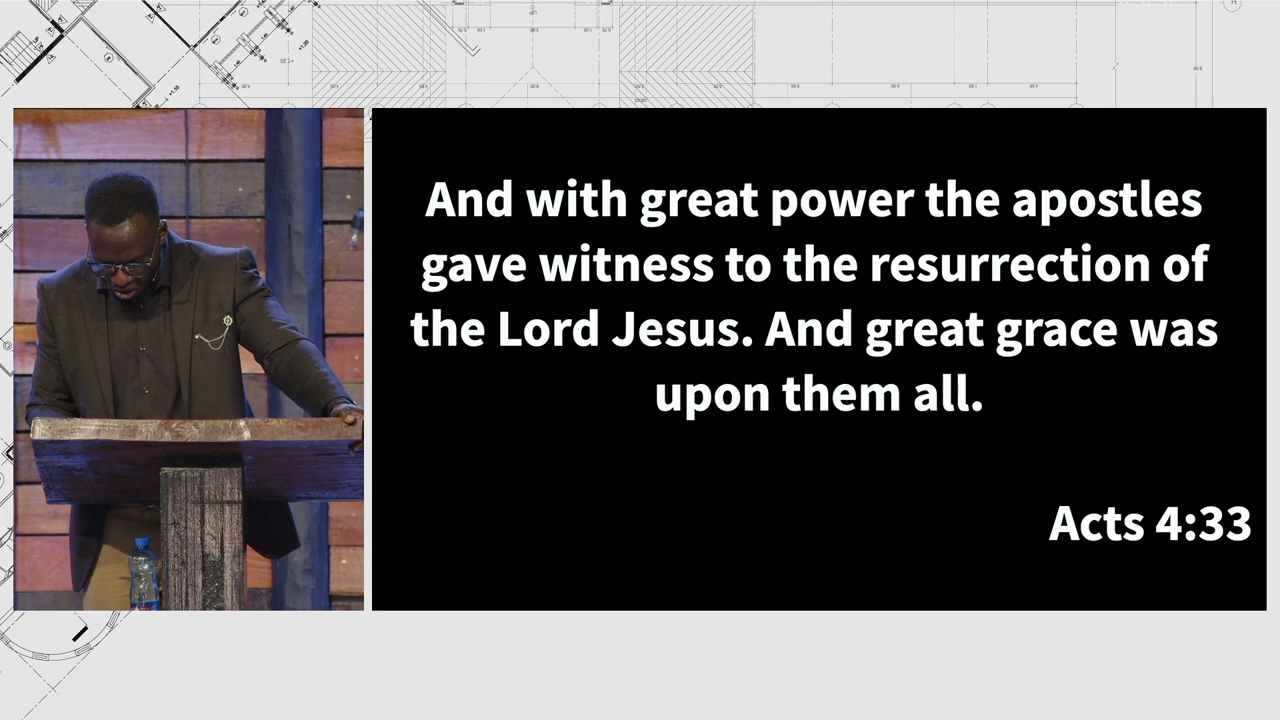 And with great power the apostles
gave witness to the resurrection of
the Lord Jesus. And great grace was
upon them all.
Acts 4:33